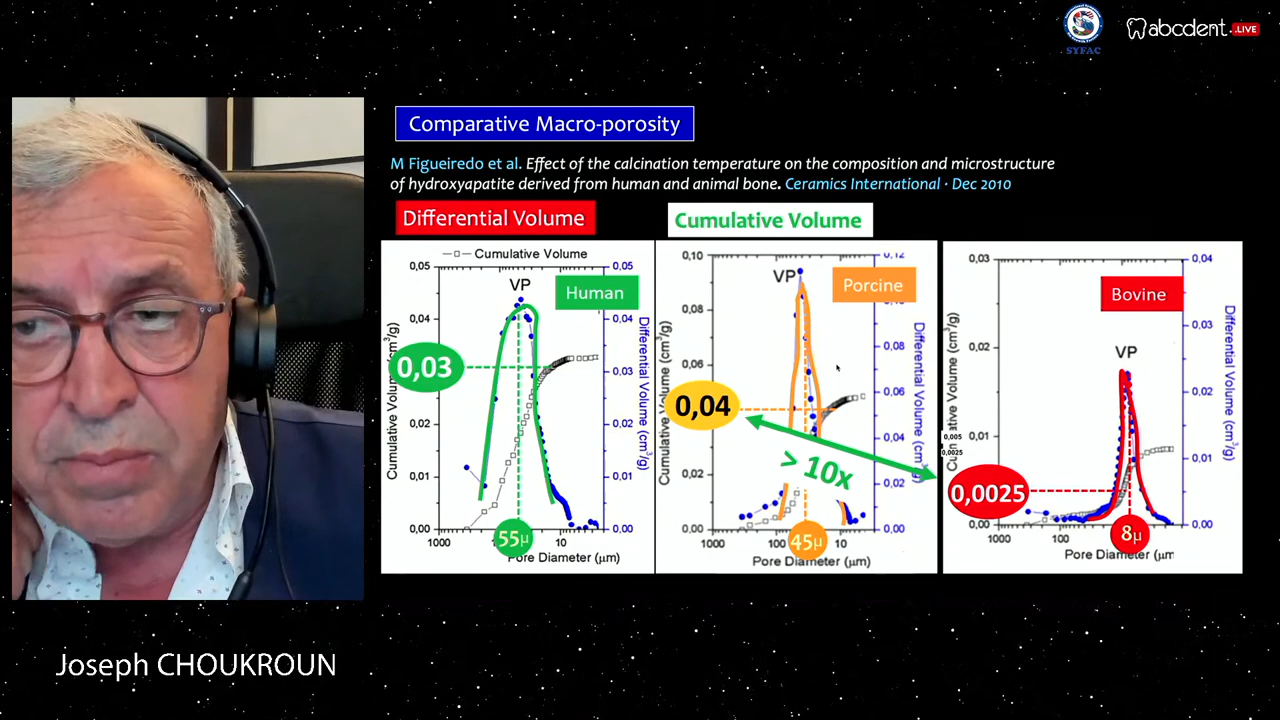 SYFAC
abcdent.LIVE
Comparative Macro-porosity
M Figueiredo et al. Effect of the calcination temperature on the composition and microstructure
of hydroxyapatite derived from human and animal bone. Ceramics International · Dec 2010
Differential Volume
Cumulative Volume
Cumulative Volume
0,05
0,04
0,02
0,01
0,00
Cumulative Volume (cm³/g)
0,03
VP
Human
0,05
0,04
0,03
0,02
0,01
0,00
Differential Volume (cm³/g)
1000
55µ
10
Pore Diameter (µm)
0,10
0,08
0,06
0,02
0,00
Cumulative Volume (cm³/g)
0,04
VP
Porcine
0,12
0,10
0,08
0,06
0,04
0,02
0,00
Differential Volume (cm³/g)
> 10x
1000
100
45µ
10
Pore Diameter (µm)
0,03
0,02
0,01
0,005
0,0025
0,0025
0,00
Cumulative Volume (cm³/g)
VP
Bovine
0,04
0,03
0,02
0,01
0,00
Differential Volume (cm³/g)
1000
100
8µ
Pore Diameter (µm
Joseph CHOUKROUN